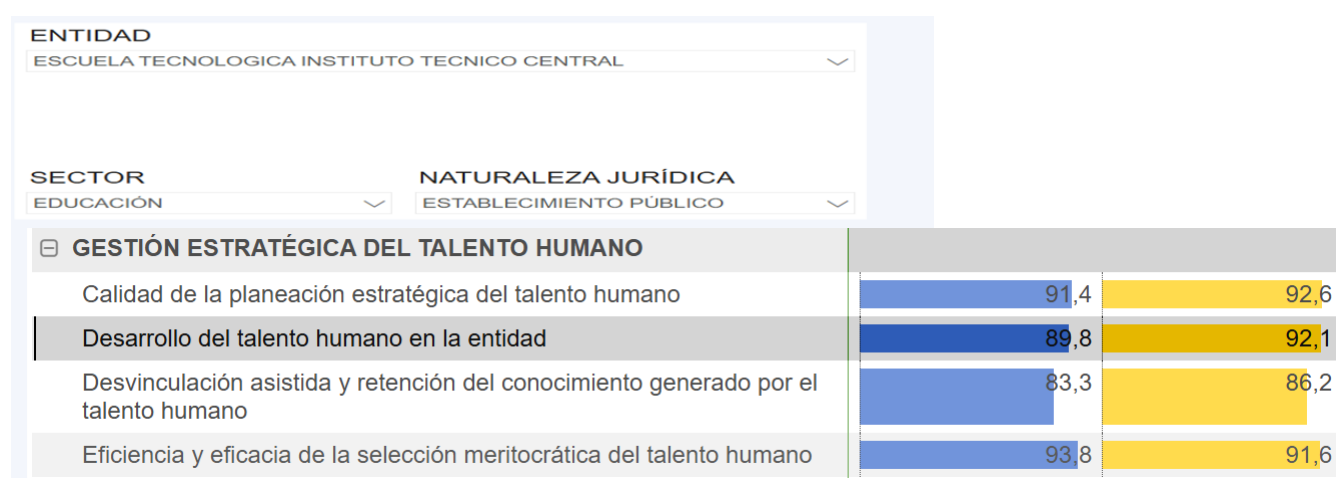 ENTIDAD
ESCUELA TECNOLOGICA INSTITUTO TECNICO CENTRAL
SECTOR NATURALEZA JURÍDICA
EDUCACIÓN ESTABLECIMIENTO PÚBLICO
GESTIÓN ESTRATÉGICA DEL TALENTO HUMANO
Calidad de la planeación estratégica del talento humano 91,4 92,6
Desarrollo del talento humano en la entidad 89,8 92,1
Desvinculación asistida y retención del conocimiento generado por el 83,3 86,2
talento humano
Eficiencia y eficacia de la selección meritocrática del talento humano 93,8 91,6